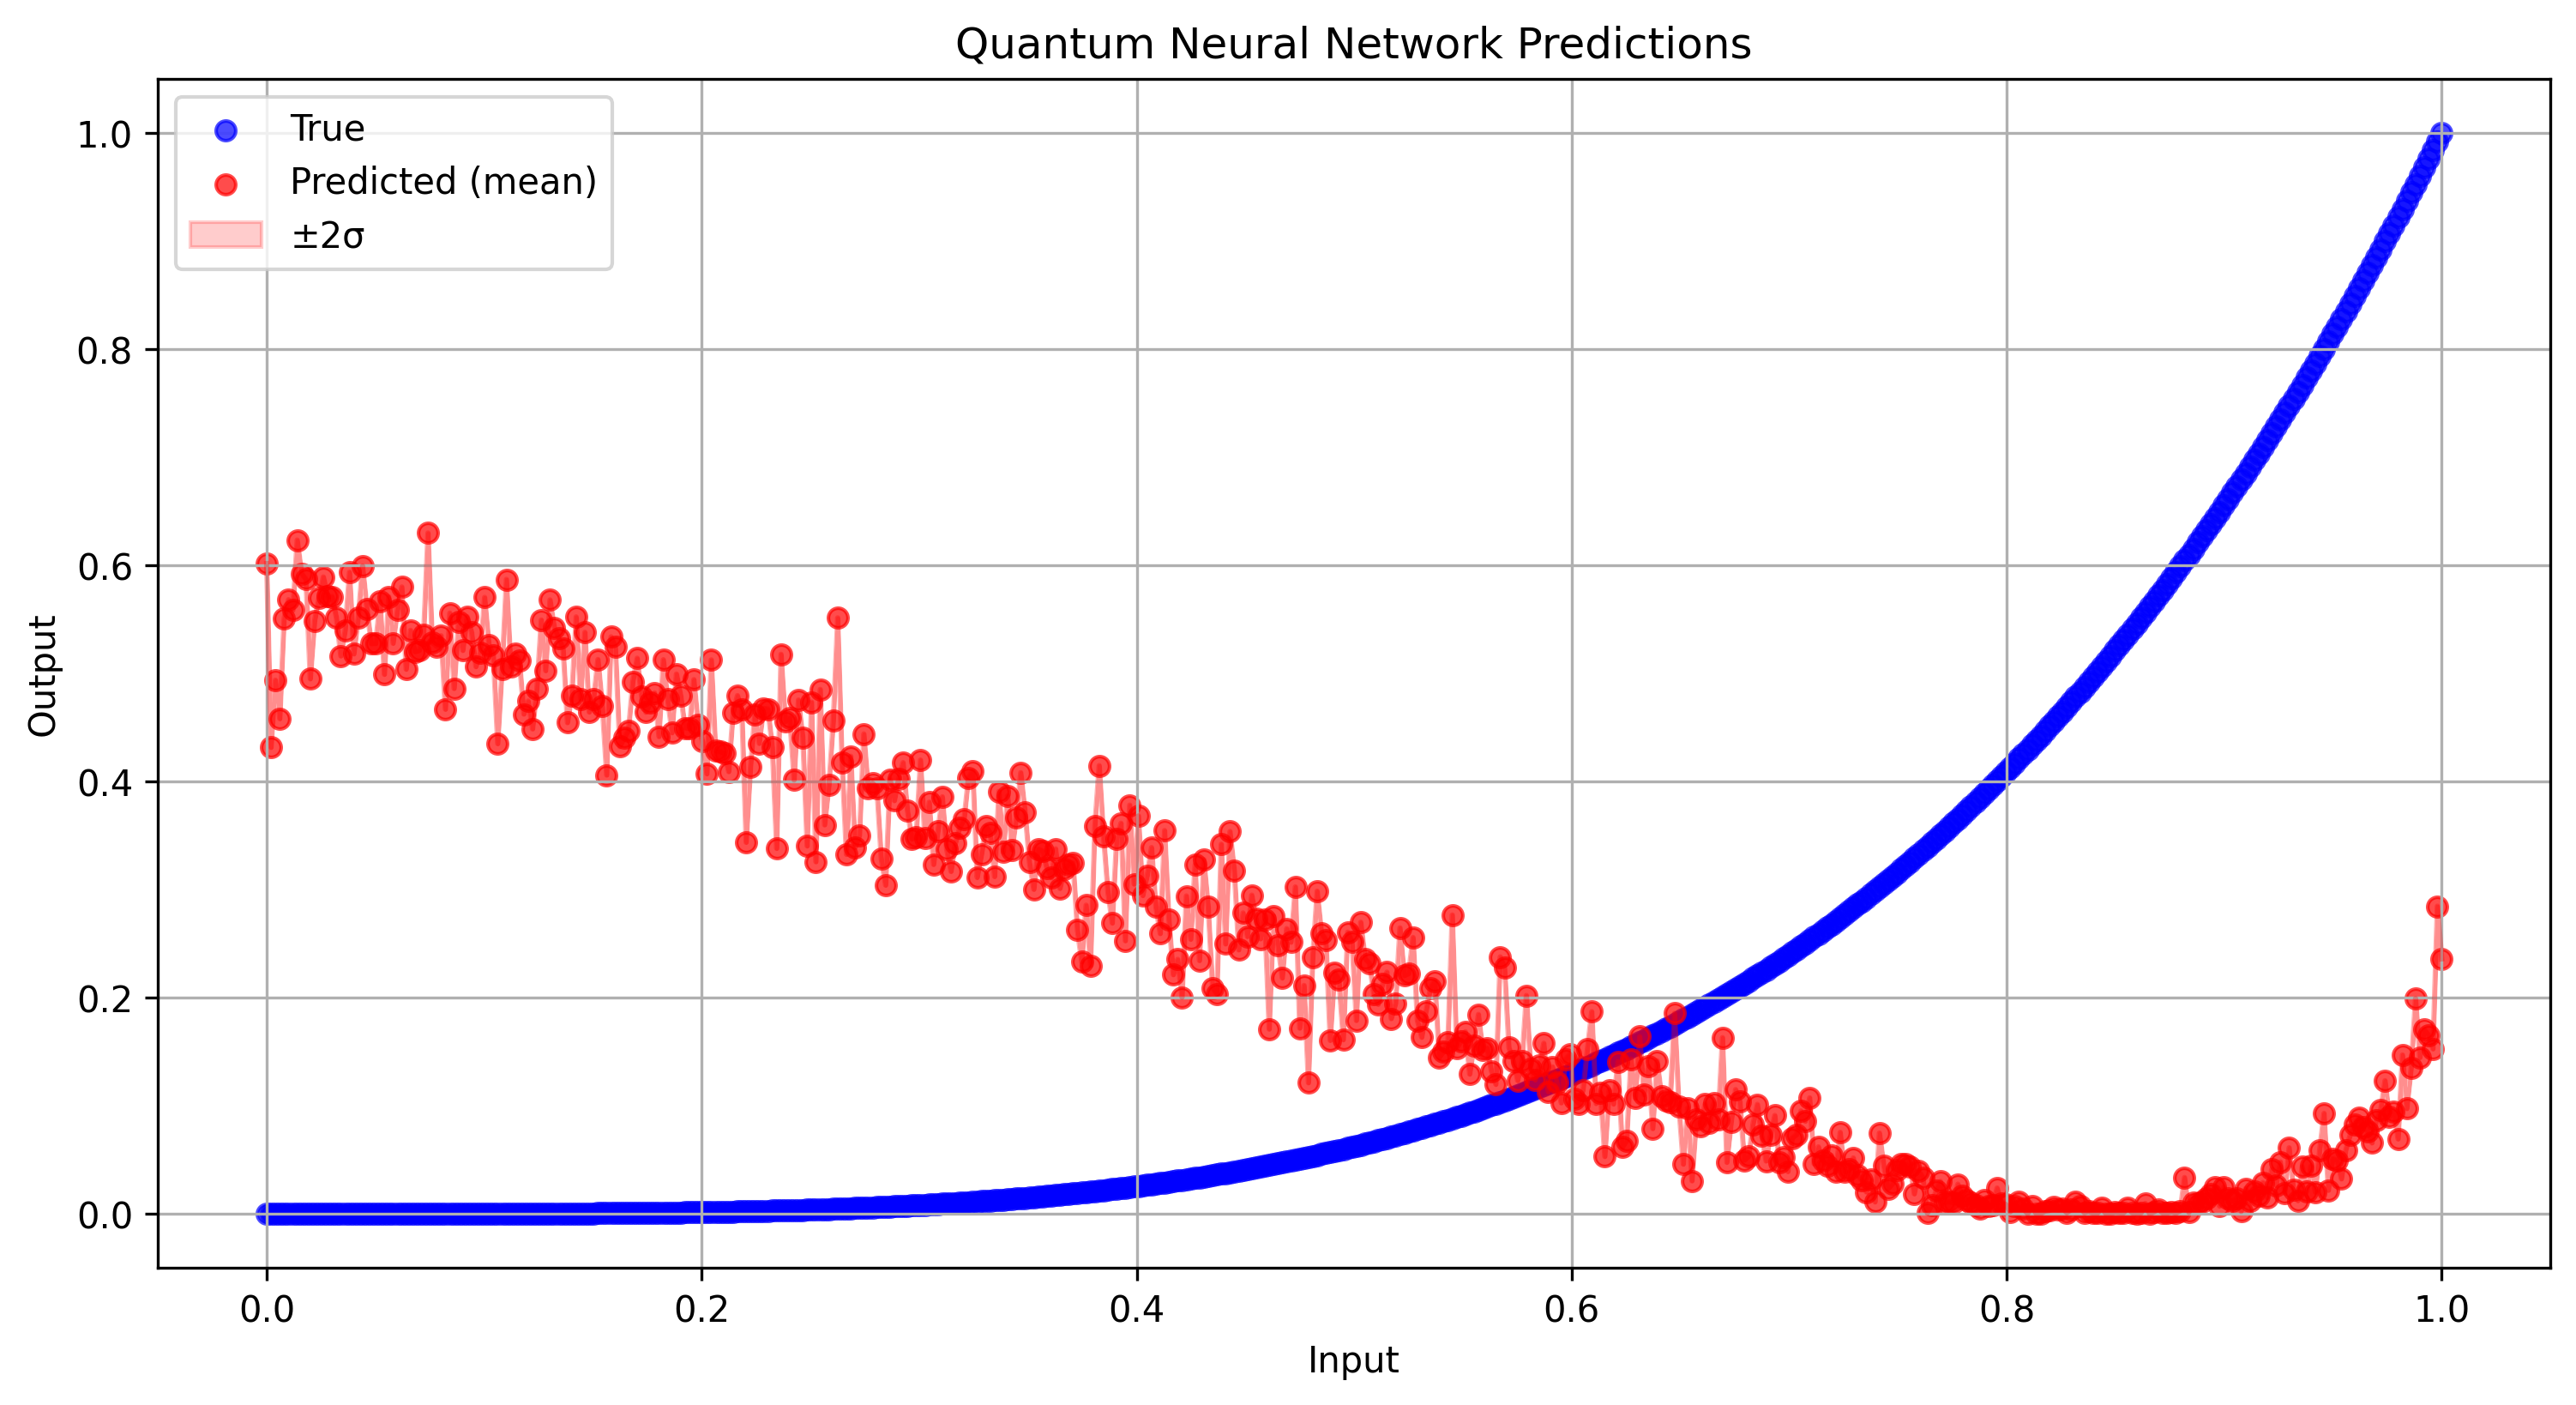 Quantum Neural Network Predictions
True
Predicted (mean)
±2σ
1.0
0.8
0.6
0.4
0.2
0.0
Output
0.0 0.2 0.4 0.6 0.8 1.0
Input